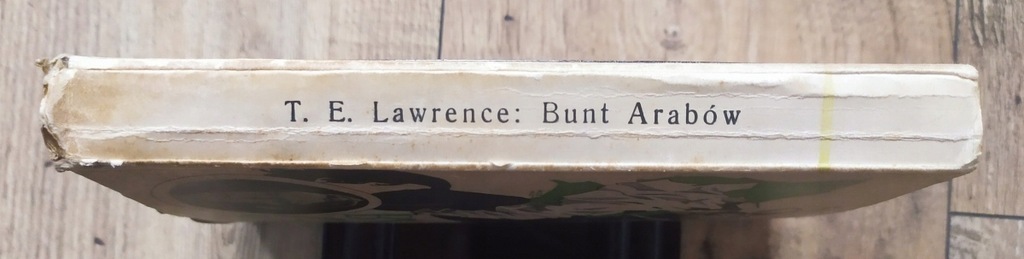 T. E. Lawrence: Bunt Arabów